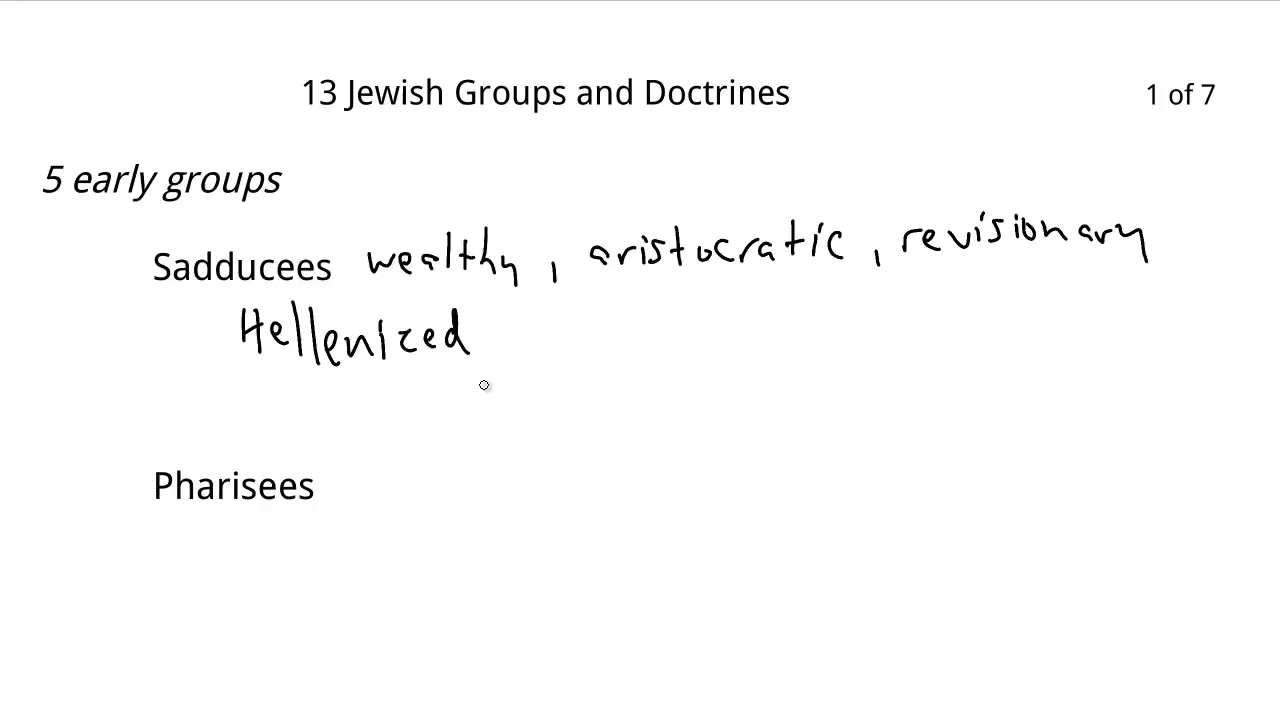 13 Jewish Groups and Doctrines 1 of 7
5 early groups
Sadducees wealthy, aristocratic, revisionary
Hellenized
Pharisees